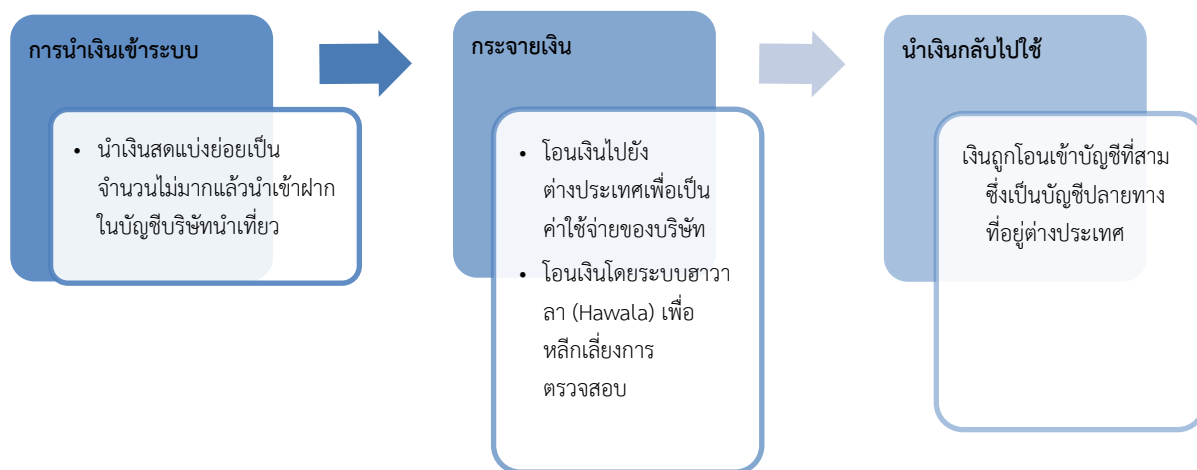 การนำเงินเข้าระบบ
• นำเงินสดแบ่งย่อยเป็น
จำนวนไม่มากแล้วนำเข้าฝาก
ในบัญชีบริษัทนำเที่ยว
กระจายเงิน
• โอนเงินไปยัง
ต่างประเทศเพื่อเป็น
ค่าใช้จ่ายของบริษัท
• โอนเงินโดยระบบฮาวา
ลา (Hawala) เพื่อ
หลีกเลี่ยงการ
ตรวจสอบ
นำเงินกลับไปใช้
เงินถูกโอนเข้าบัญชีที่สาม
ซึ่งเป็นบัญชีปลายทาง
ที่อยู่ต่างประเทศ